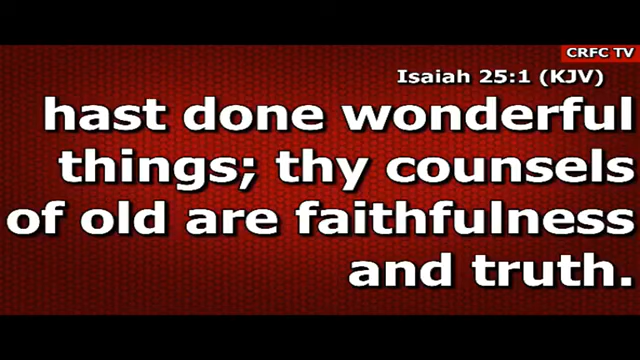 CRFC TV
Isaiah 25:1 (KJV)
hast done wonderful
things; thy counsels
of old are faithfulness
and truth.